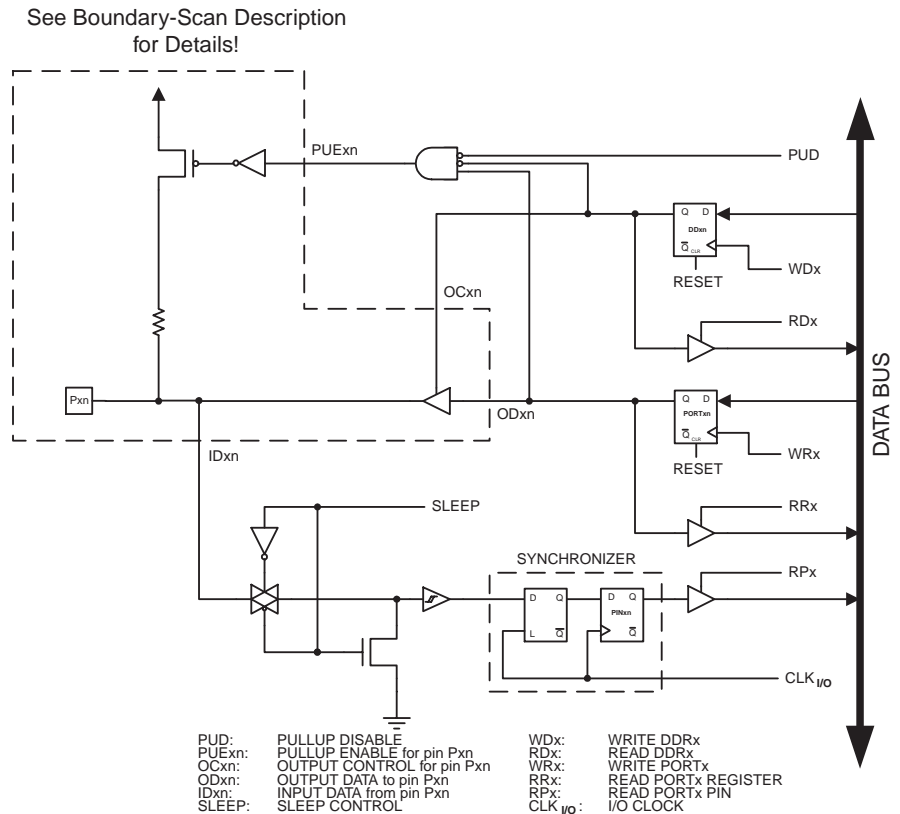 See Boundary-Scan Description
for Details!
PUExn
PUD
Q D
DDxn
Q CLR
RESET
WDx
OCxn
RDx
Pxn
ODxn
Q D
PORTxn
Q CLR
RESET
WRx
IDxn
DATA BUS
SLEEP
RRx
SYNCHRONIZER
RPx
D Q
L Q
D Q
PINxn
Q
CLK I/O
PUD: PULLUP DISABLE
PUExn: PULLUP ENABLE for pin Pxn
OCxn: OUTPUT CONTROL for pin Pxn
ODxn: OUTPUT DATA to pin Pxn
IDxn: INPUT DATA from pin Pxn
SLEEP: SLEEP CONTROL
WDx: WRITE DDRx
RDx: READ DDRx
WRx: WRITE PORTx
RRx: READ PORTx REGISTER
RPx: READ PORTx PIN
CLK I/O : I/O CLOCK